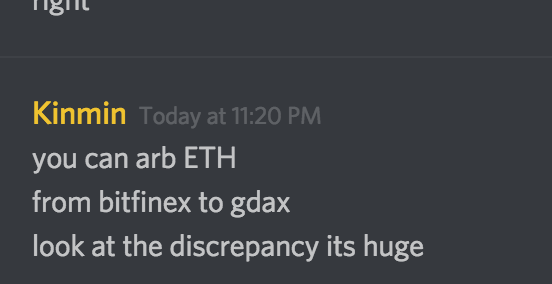 right
Kinmin Today at 11:20 PM
you can arb ETH
from bitfinex to gdax
look at the discrepancy its huge